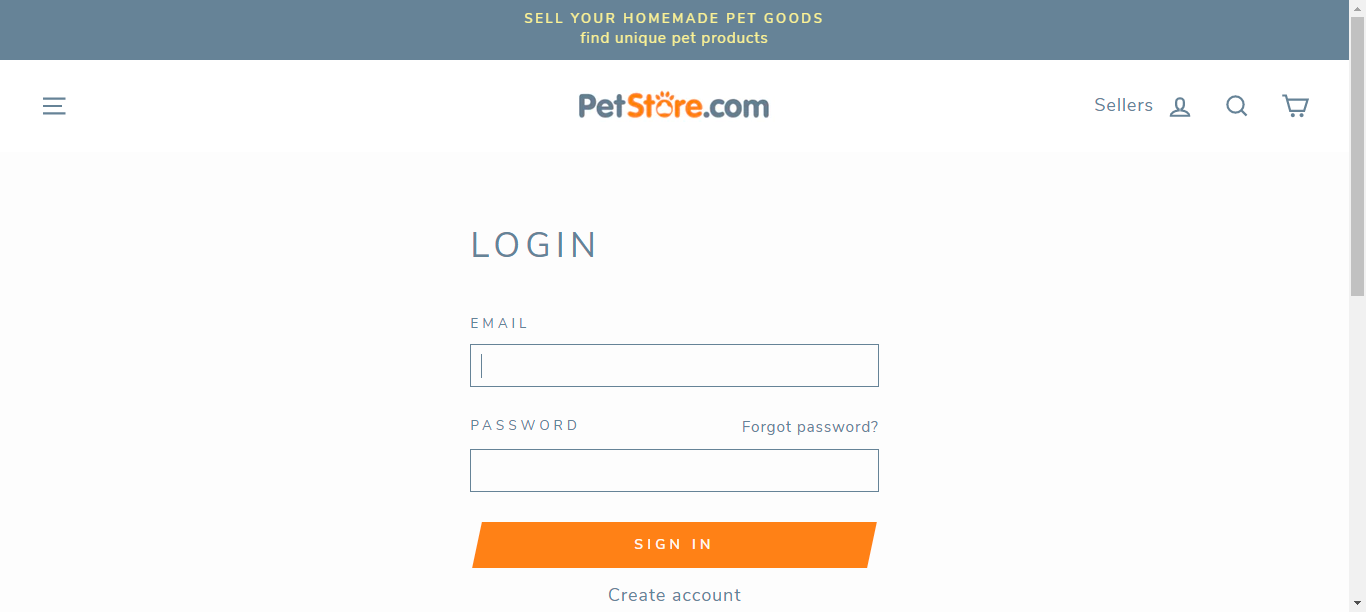 SELL YOUR HOMEMADE PET GOODS
find unique pet products
PetStore.com
Sellers
LOGIN
EMAIL
PASSWORD
Forgot password?
SIGN IN
Create account